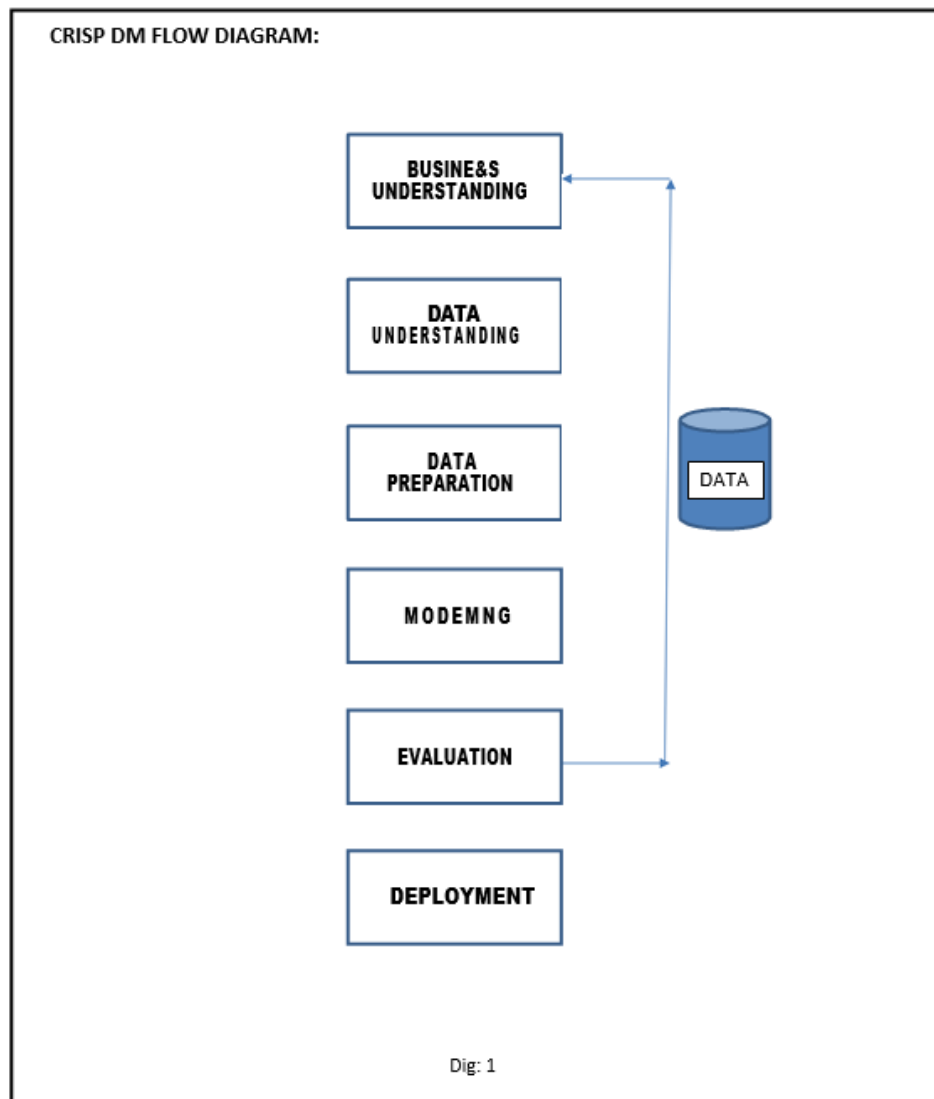 CRISP DM FLOW DIAGRAM:
BUSINE&S
UNDERSTANDING
DATA
UNDERSTANDING
DATA
PREPARATION
DATA
MODEMNG
EVALUATION
DEPLOYMENT
Dig: 1